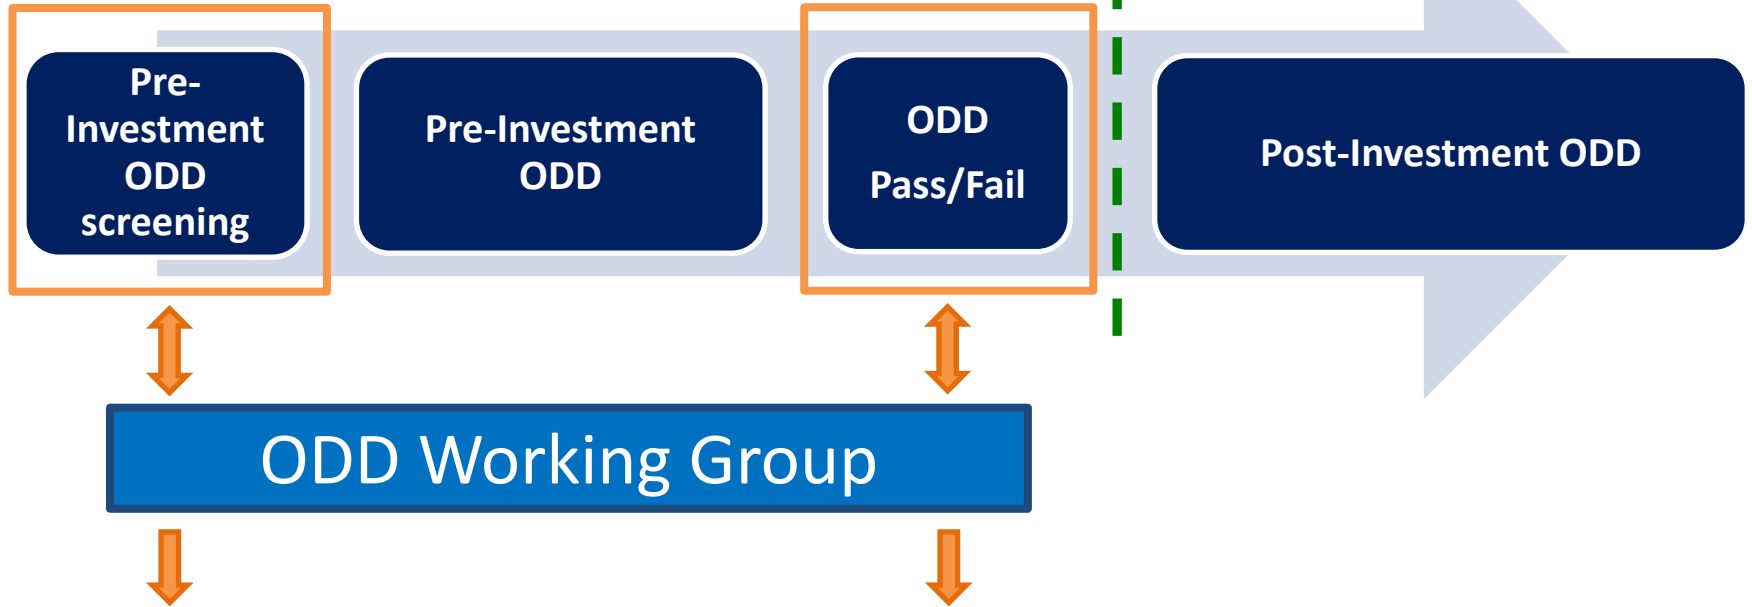 Pre-
Investment
ODD
screening
Pre-Investment
ODD
ODD
Pass/Fail
Post-Investment ODD
ODD Working Group